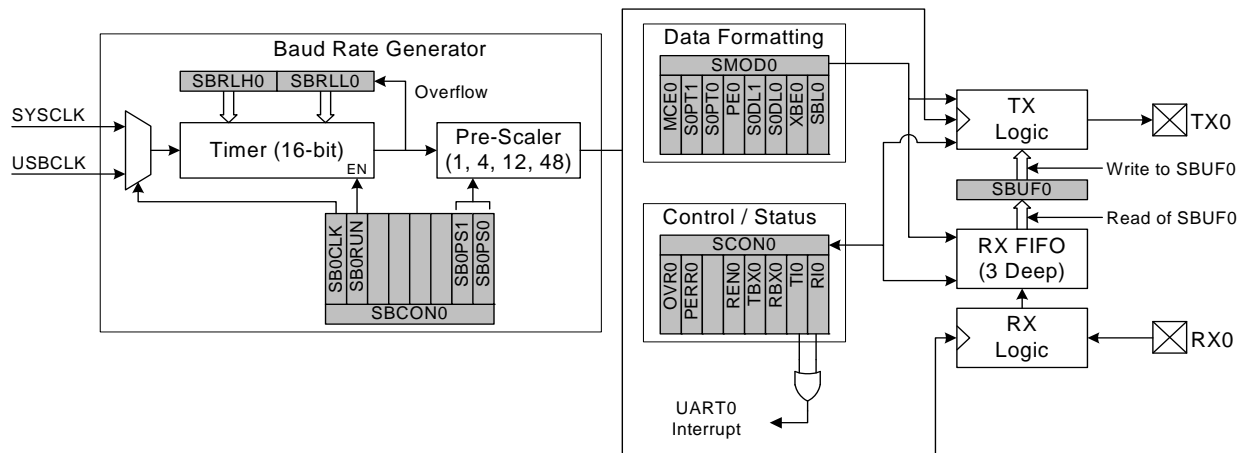 Baud Rate Generator
SBRLH0 SBRLL0
Overflow
SYSCLK
USBCLK
Timer (16-bit)
EN
Pre-Scaler
(1, 4, 12, 48)
SB0CLK
SB0RUN
SB0PS1
SB0PS0
SBCON0
Data Formatting
SMOD0
MCE0
S0PT1
S0PT0
PE0
S0DL1
S0DL0
XBE0
SBL0
Control / Status
SCON0
OVR0
PERR0
REN0
TBX0
RBX0
TI0
RI0
UART0
Interrupt
TX
Logic
TX0
Write to SBUF0
SBUF0
Read of SBUF0
RX FIFO
(3 Deep)
RX
Logic
RX0